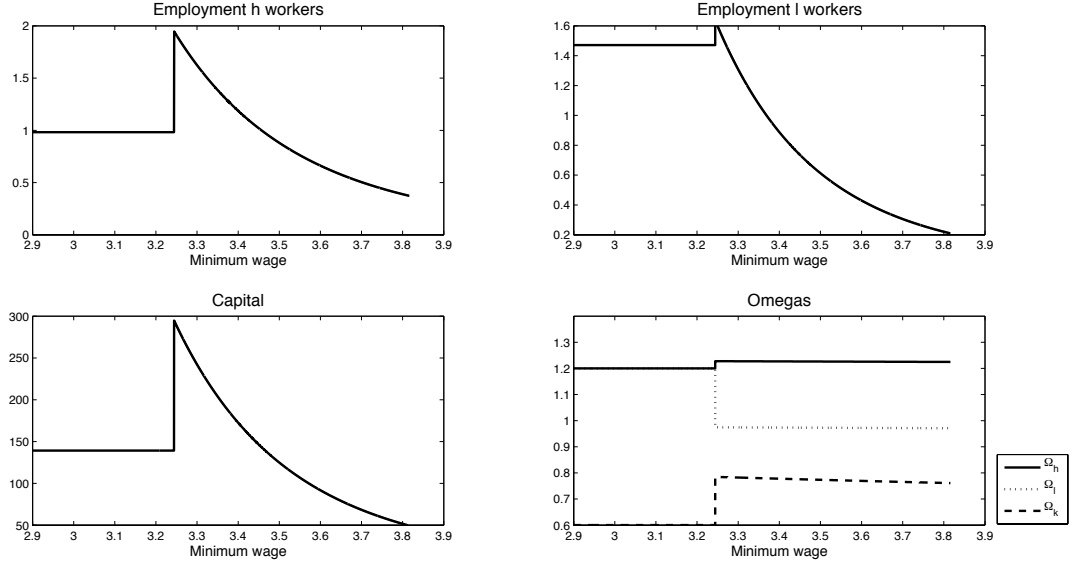 Employment h workers
2
1.5
1
0.5
0
2.9 3 3.1 3.2 3.3 3.4 3.5 3.6 3.7 3.8 3.9
Minimum wage
Employment l workers
1.6
1.4
1.2
1
0.8
0.6
0.4
0.2
2.9 3 3.1 3.2 3.3 3.4 3.5 3.6 3.7 3.8 3.9
Minimum wage
Capital
300
250
200
150
100
50
2.9 3 3.1 3.2 3.3 3.4 3.5 3.6 3.7 3.8 3.9
Minimum wage
Omegas
1.3
1.2
1.1
1
0.9
0.8
0.7
0.6
2.9 3 3.1 3.2 3.3 3.4 3.5 3.6 3.7 3.8 3.9
Minimum wage
Ω_h
Ω_l
Ω_k